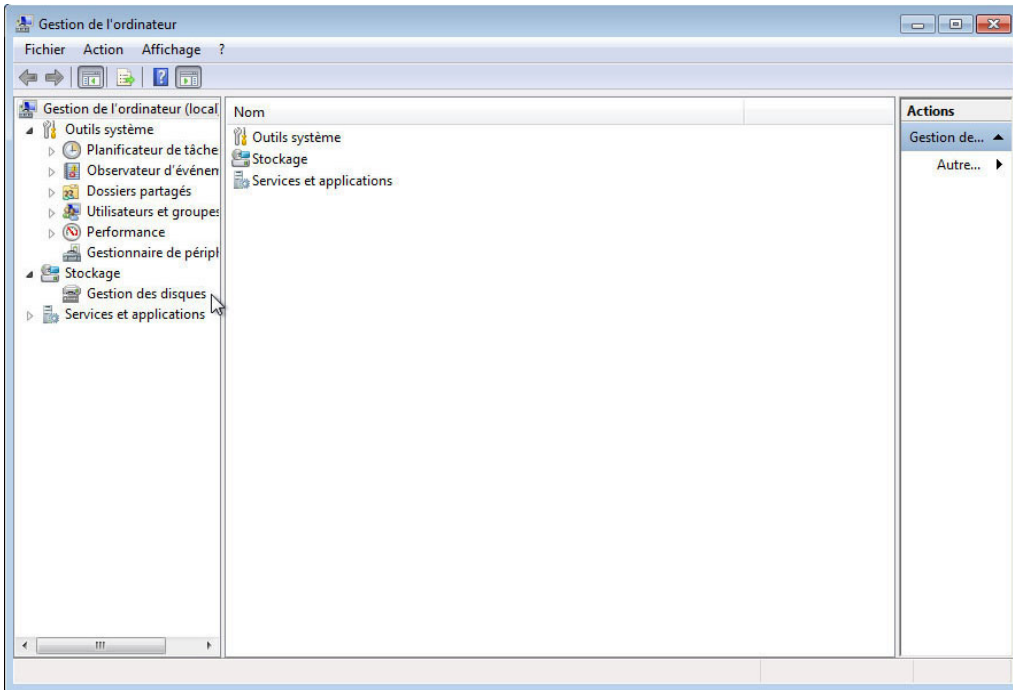 Gestion de l'ordinateur
Fichier Action Affichage ?
Gestion de l'ordinateur (local
Outils système
Planificateur de tâche
Observateur d'événem
Dossiers partagés
Utilisateurs et groupes
Performance
Gestionnaire de périph
Stockage
Gestion des disques
Services et applications
Nom
Outils système
Stockage
Services et applications
Actions
Gestion de...
Autre...